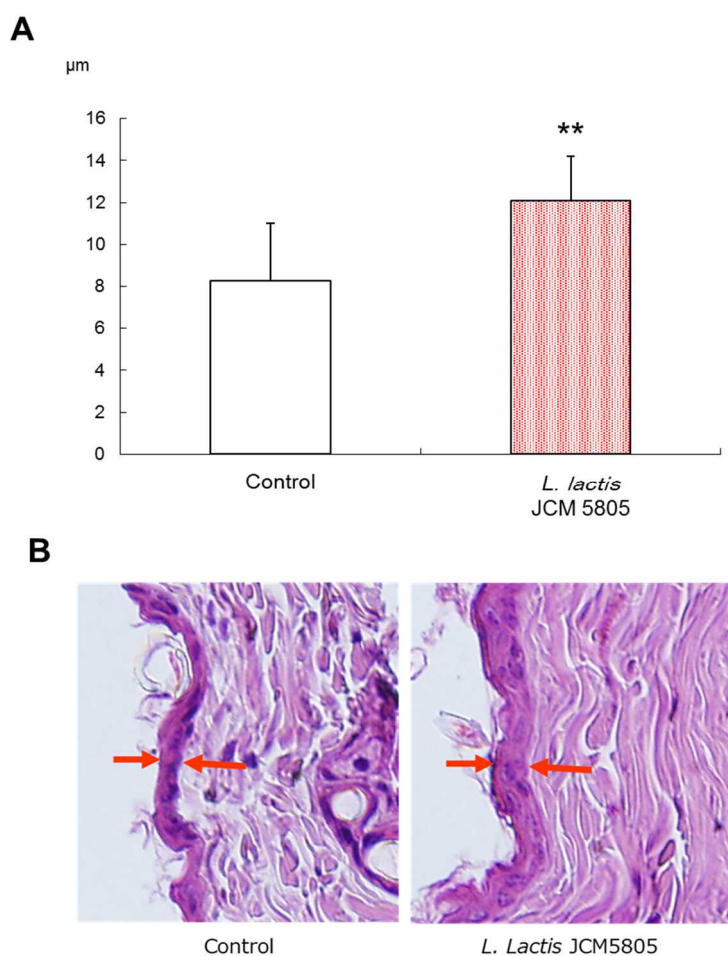 A
µm
16
14
12
10
8
6
4
2
0
**
Control
L. lactis
JCM 5805
B
Control
L. Lactis JCM5805